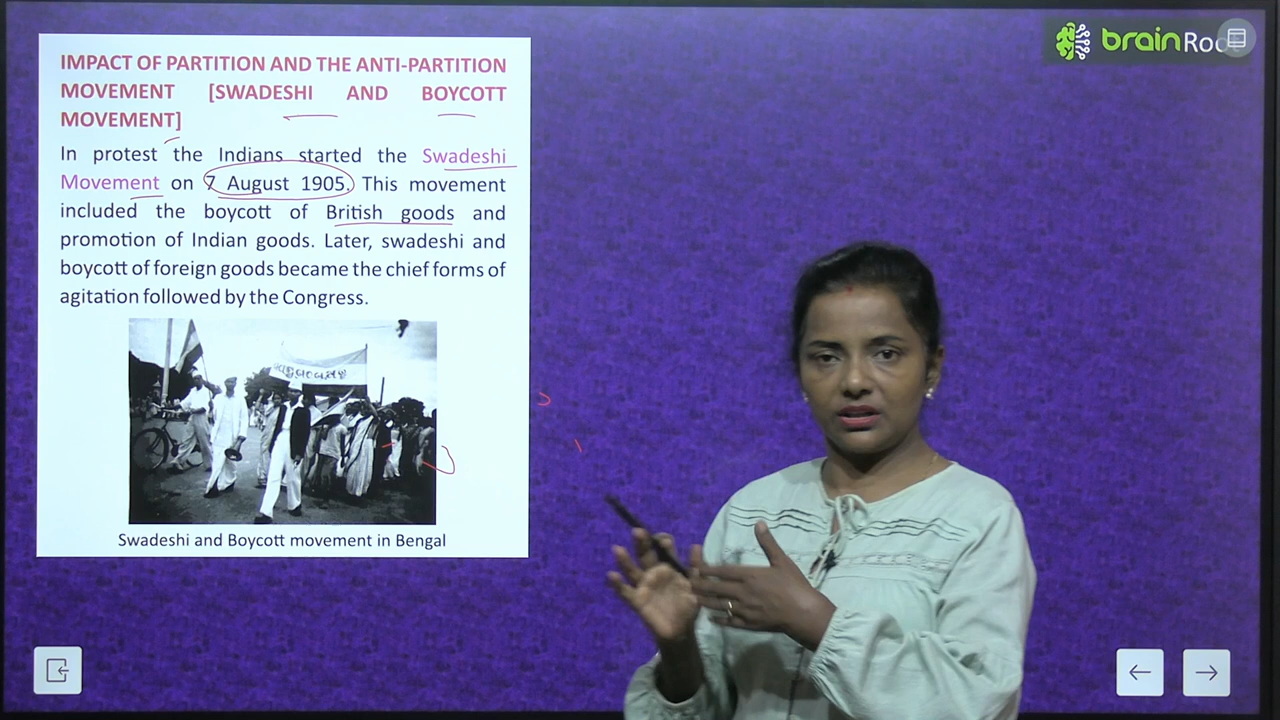 IMPACT OF PARTITION AND THE ANTI-PARTITION
MOVEMENT [SWADESHI AND BOYCOTT
MOVEMENT]
In protest the Indians started the Swadeshi
Movement on 7 August 1905. This movement
included the boycott of British goods and
promotion of Indian goods. Later, swadeshi and
boycott of foreign goods became the chief forms of
agitation followed by the Congress.
Swadeshi and Boycott movement in Bengal
brain